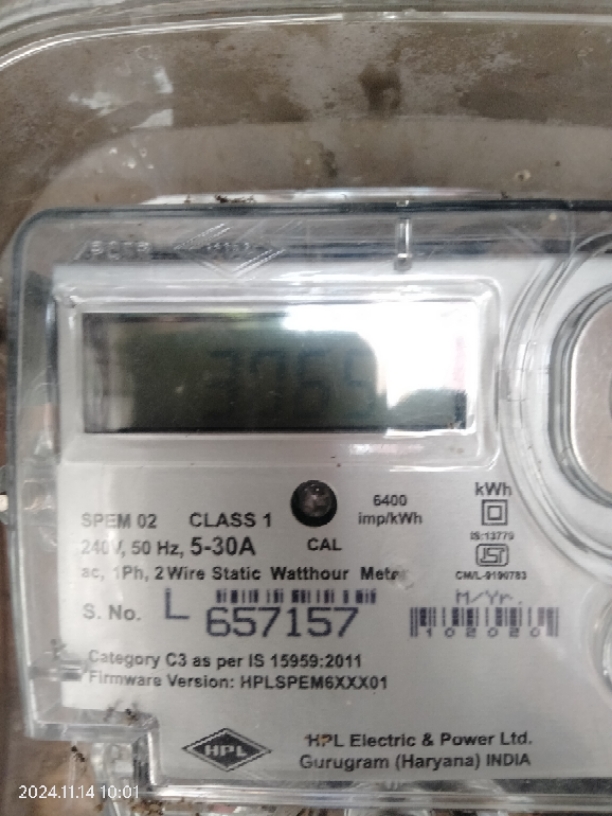 SPEM 02 CLASS 1
6400
imp/kWh
kWh
240V, 50 Hz, 5-30A
CAL
IS:13779
ac, 1Ph, 2 Wire Static Watthour
CM/L-9190783
S. No. L 657157
M/Yr.
102020
Category C3 as per IS 15959:2011
Firmware Version: HPLSPEM6XXX01
HPL
HPL Electric & Power Ltd.
Gurugram (Haryana) INDIA
2024.11.14 10:01